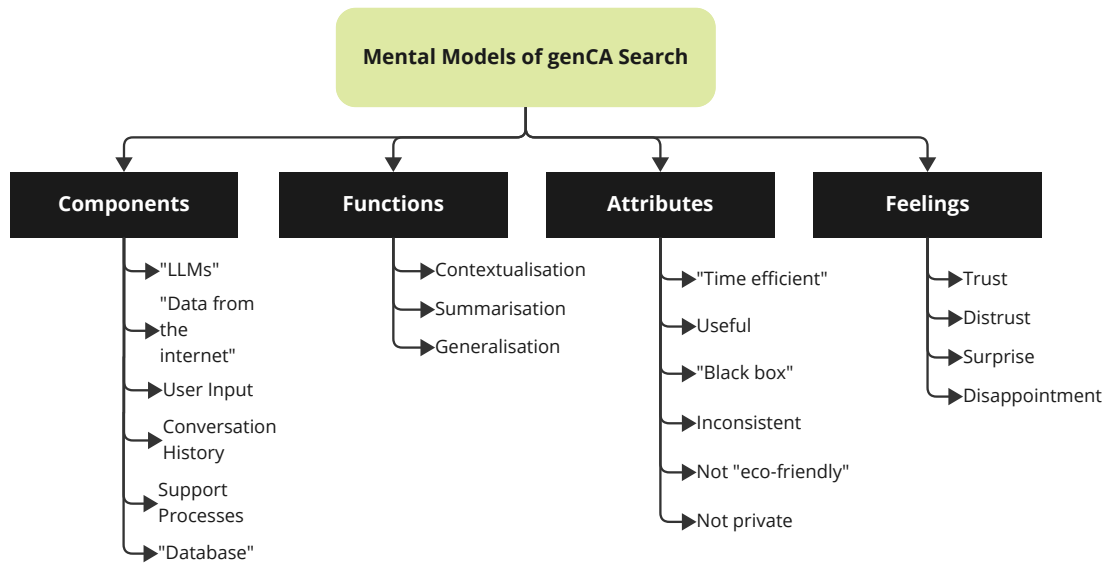 Mental Models of genCA Search
Components
"LLMs"
"Data from
the
internet"
User Input
Conversation
History
Support
Processes
"Database"
Functions
Contextualisation
Summarisation
Generalisation
Attributes
"Time efficient"
Useful
"Black box"
Inconsistent
Not "eco-friendly"
Not private
Feelings
Trust
Distrust
Surprise
Disappointment